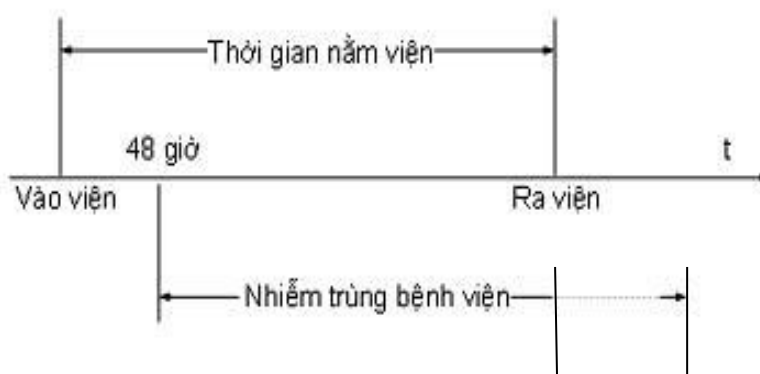 Thời gian nằm viện
48 giờ
t
Vào viện
Ra viện
Nhiễm trùng bệnh viện